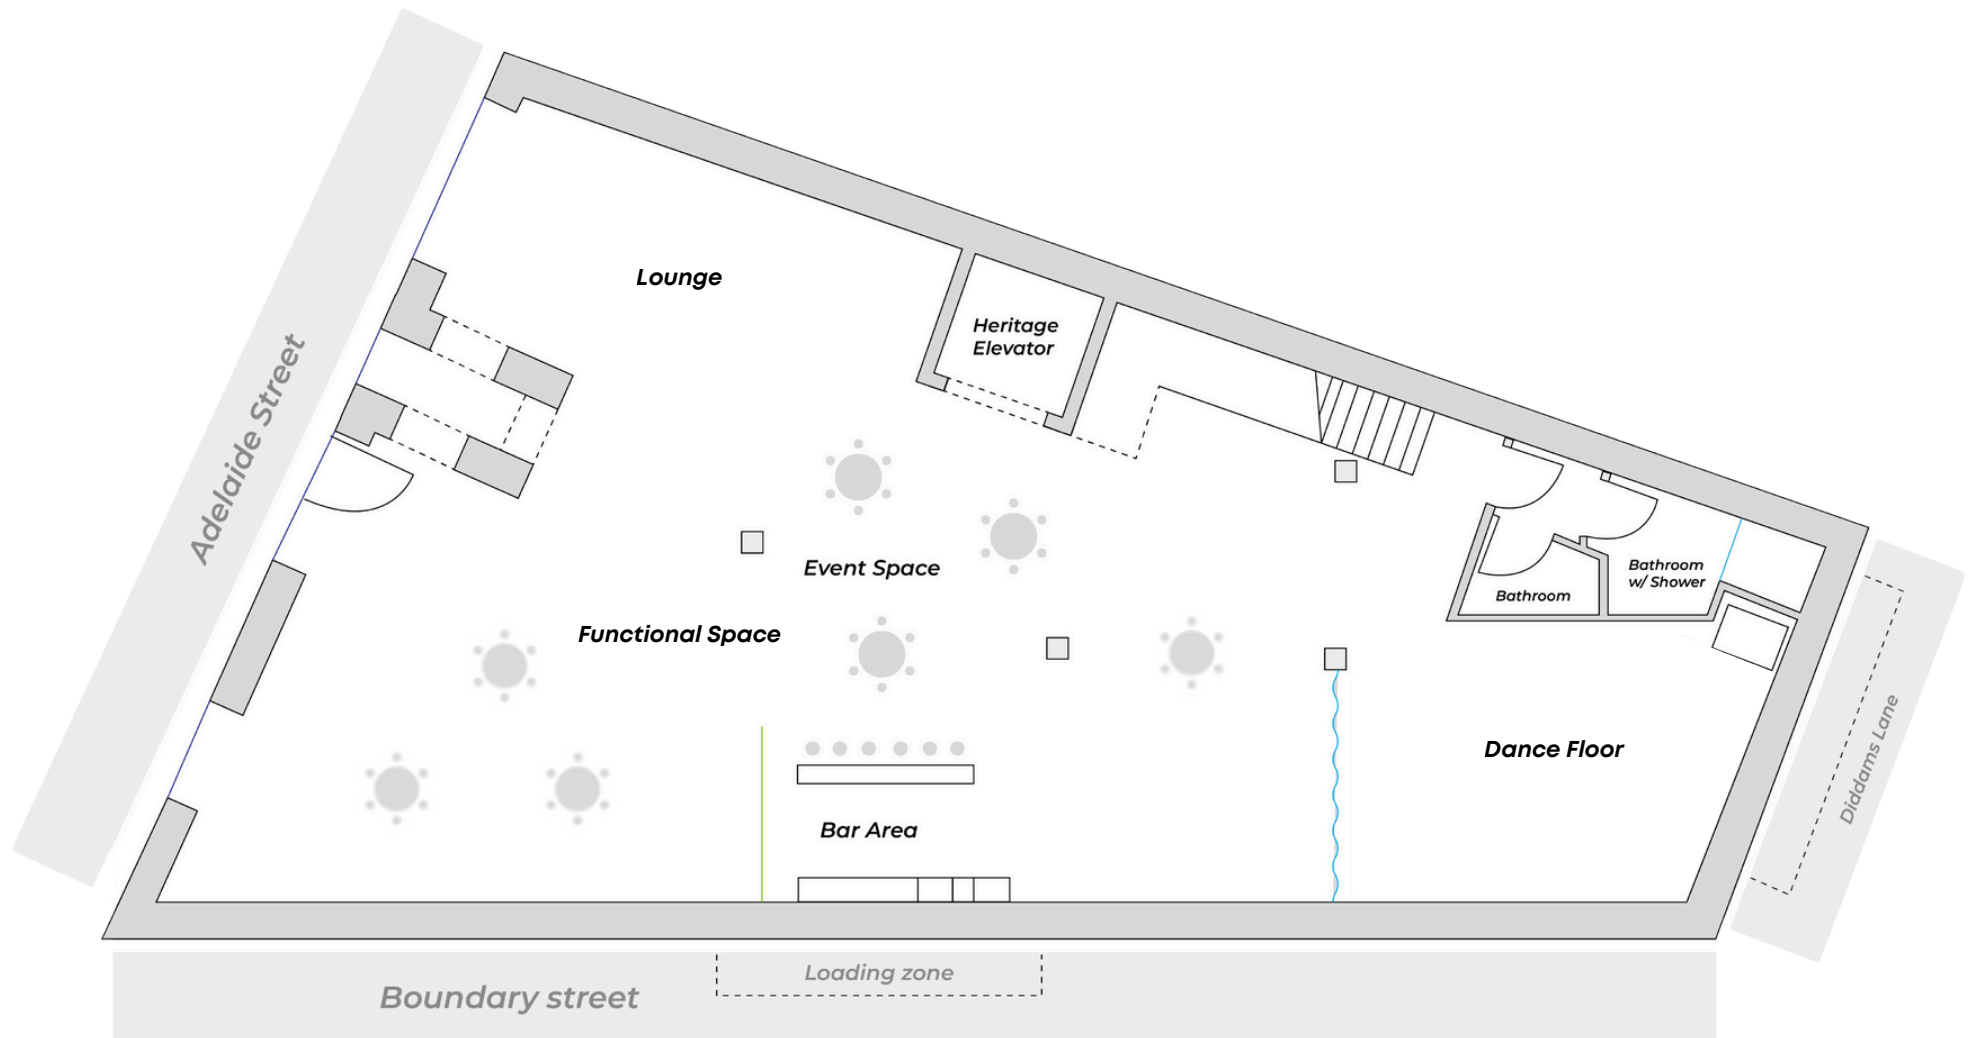 Lounge
Heritage
Elevator
Adelaide Street
Event Space
Bathroom
w/ Shower
Bathroom
Functional Space
Dance Floor
Diddams Lane
Bar Area
Loading zone
Boundary street